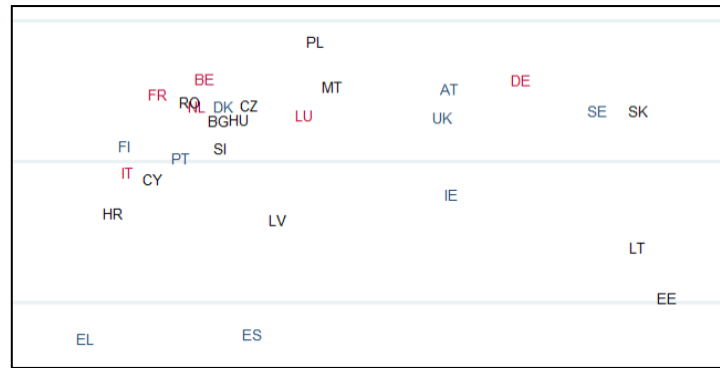 PL
BE
DE
MT
AT
FR
RO
NL
DK
CZ
BG
HU
LU
UK
SE
SK
FI
SI
PT
IT
CY
IE
HR
LV
LT
EE
EL
ES